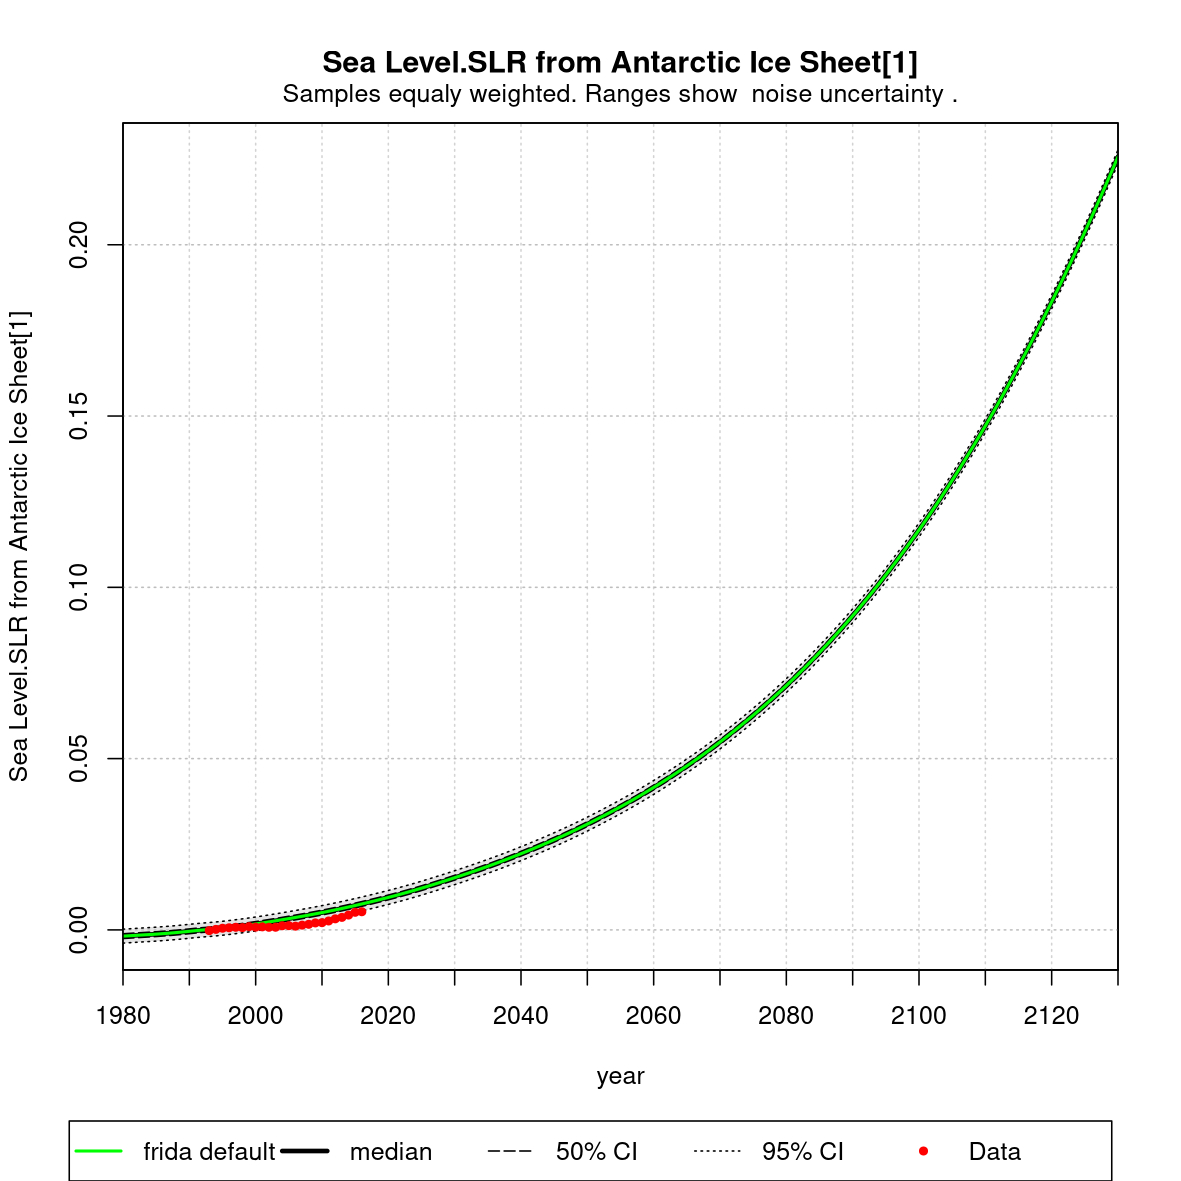 Sea Level.SLR from Antarctic Ice Sheet[1]
Samples equaly weighted. Ranges show  noise uncertainty .
Sea Level.SLR from Antarctic Ice Sheet[1]
0.20
0.15
0.10
0.05
0.00
1980 2000 2020 2040 2060 2080 2100 2120
year
frida default median 50% CI 95% CI Data